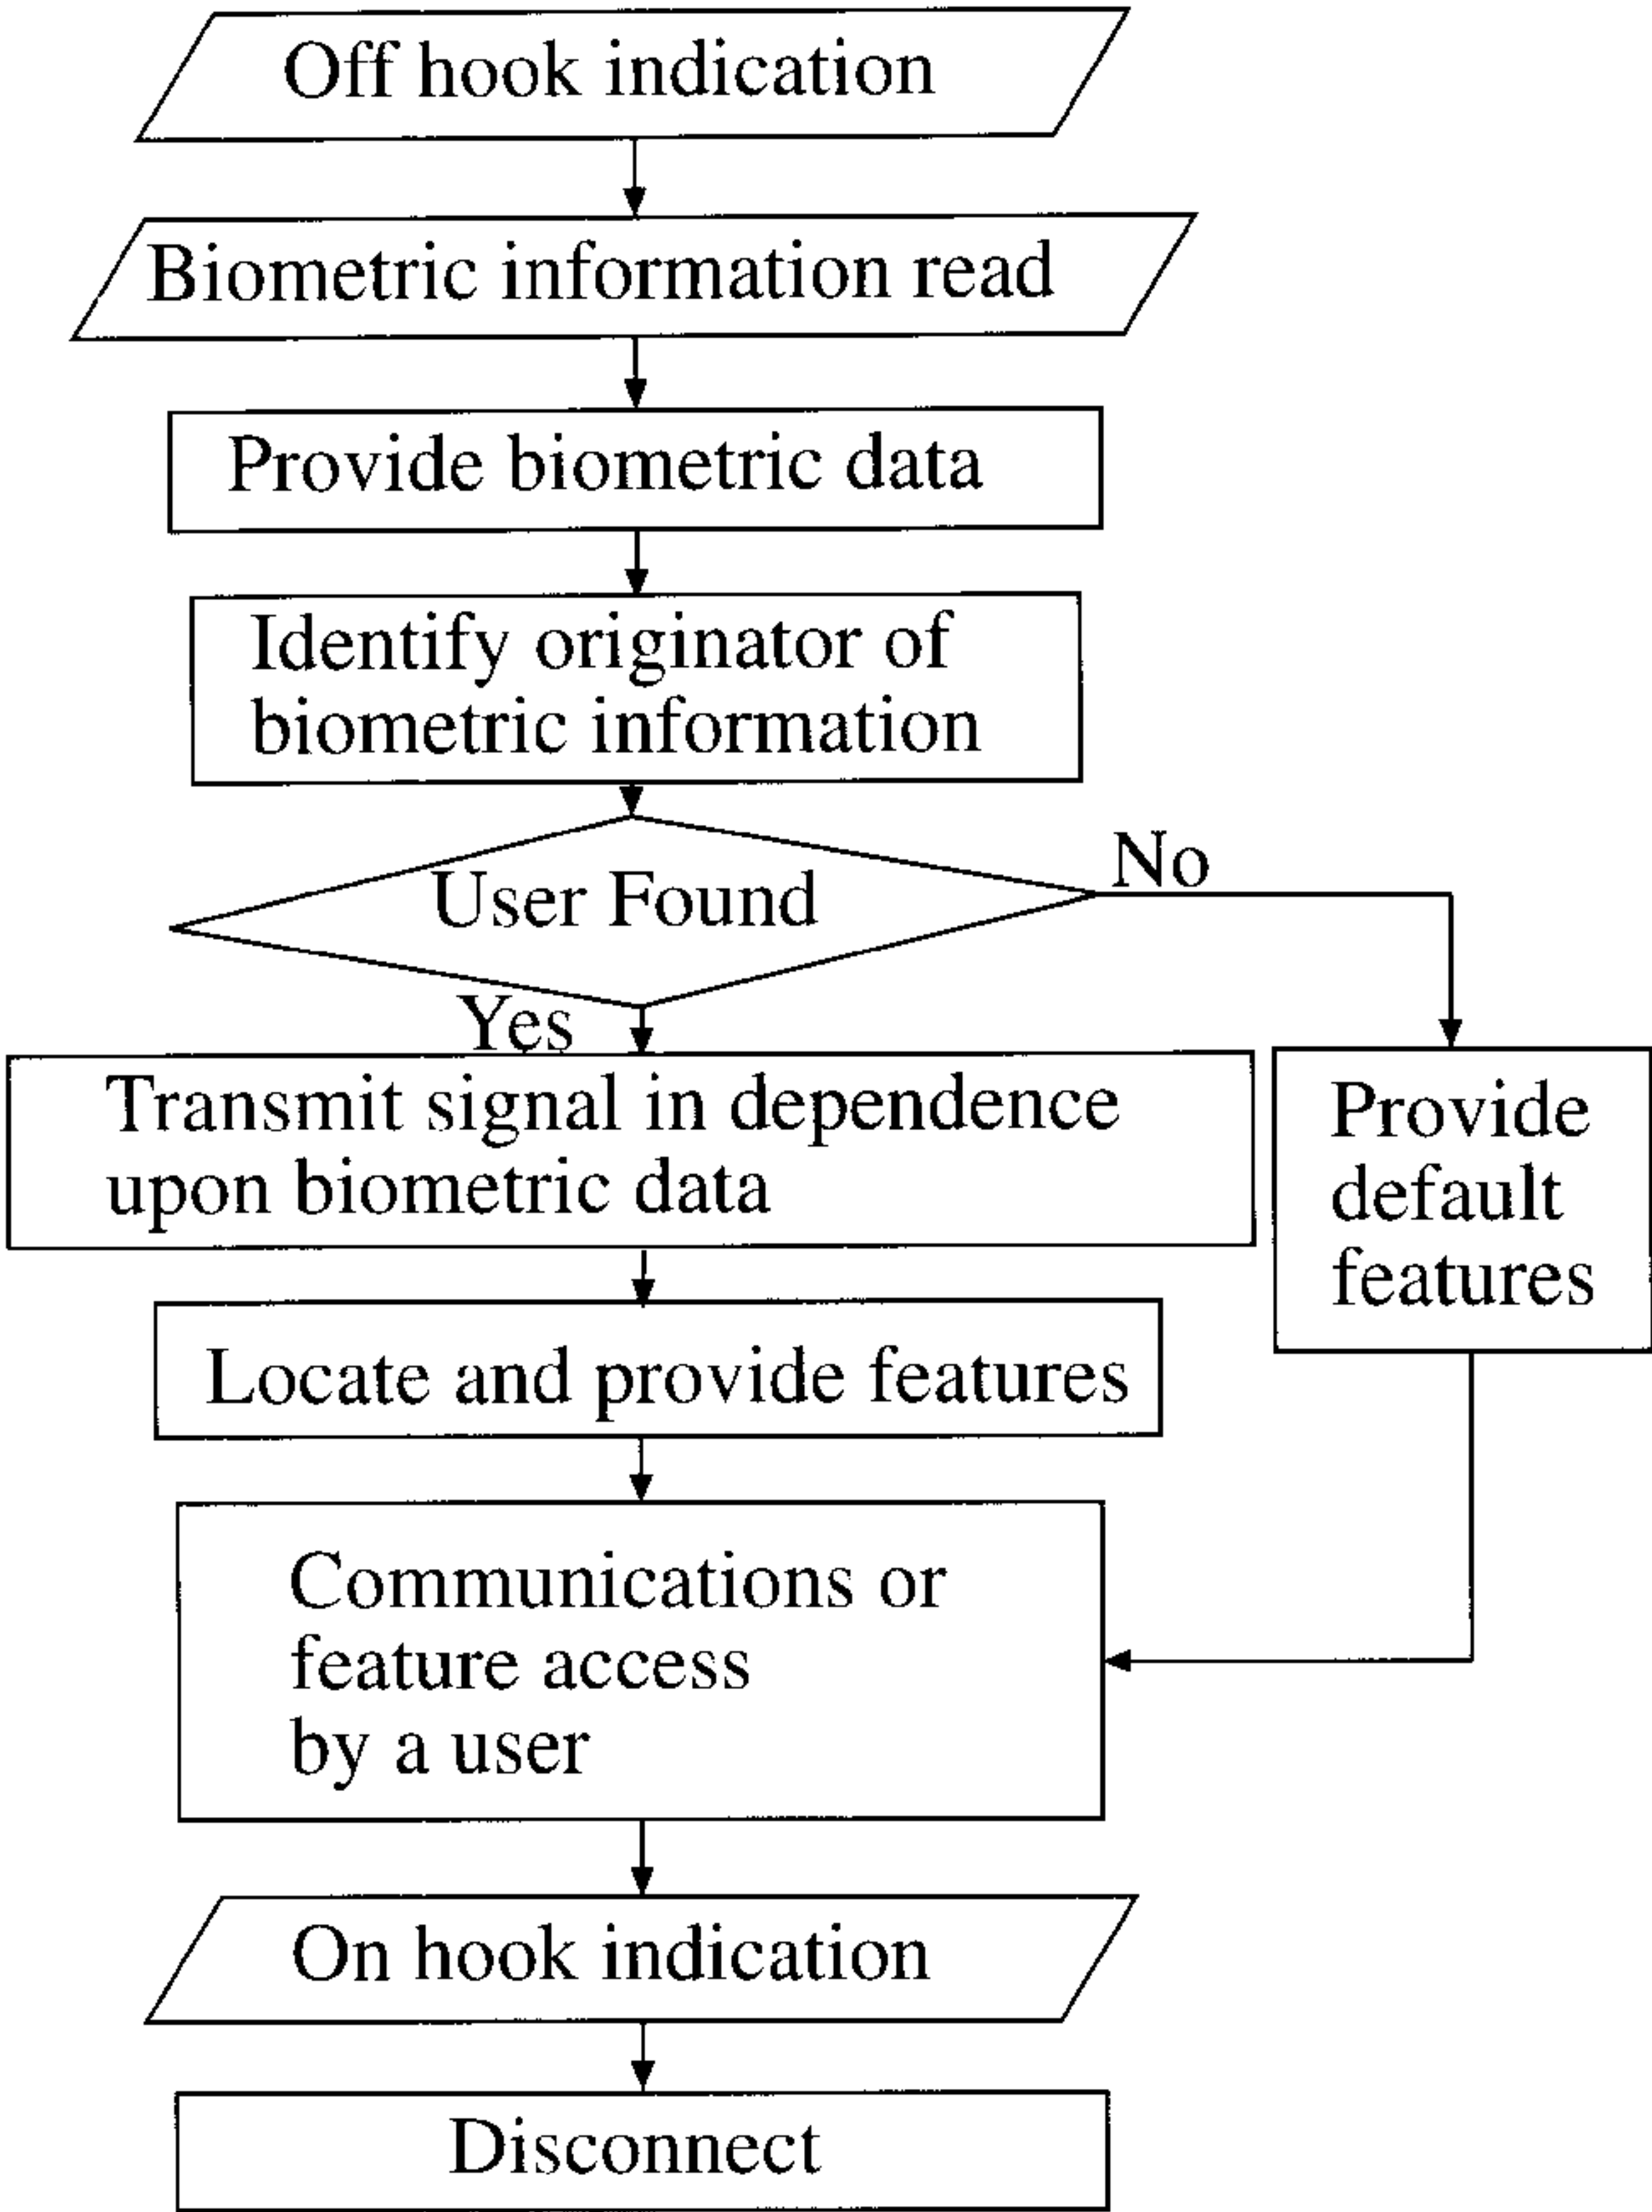 Off hook indication
Biometric information read
Provide biometric data
Identify originator of
biometric information
User Found
No
Yes
Transmit signal in dependence
upon biometric data
Provide
default
features
Locate and provide features
Communications or
feature access
by a user
On hook indication
Disconnect